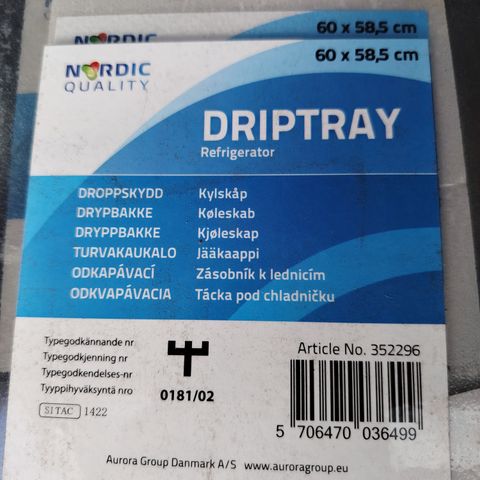 60 x 58,5 cm
NORDIC
60 x 58,5 cm
NORDIC
QUALITY
DRIPTRAY
Refrigerator
DROPPSKYDD Kylskåp
DRYPBAKKE Køleskab
DRYPPBAKKE Kjøleskap
TURVAKAUKALO Jääkaappi
ODKAPÁVACÍ Zásobník k lednicím
ODKVAPÁVACIA Tácka pod chladničku
Typegodkännande nr
Typegodkjenning nr
Typegodkendelses-nr
Tyyppihyväksyntä nro
SITAC 1422
0181/02
Article No. 352296
5 706470 036499
Aurora Group Danmark A/S www.auroragroup.eu